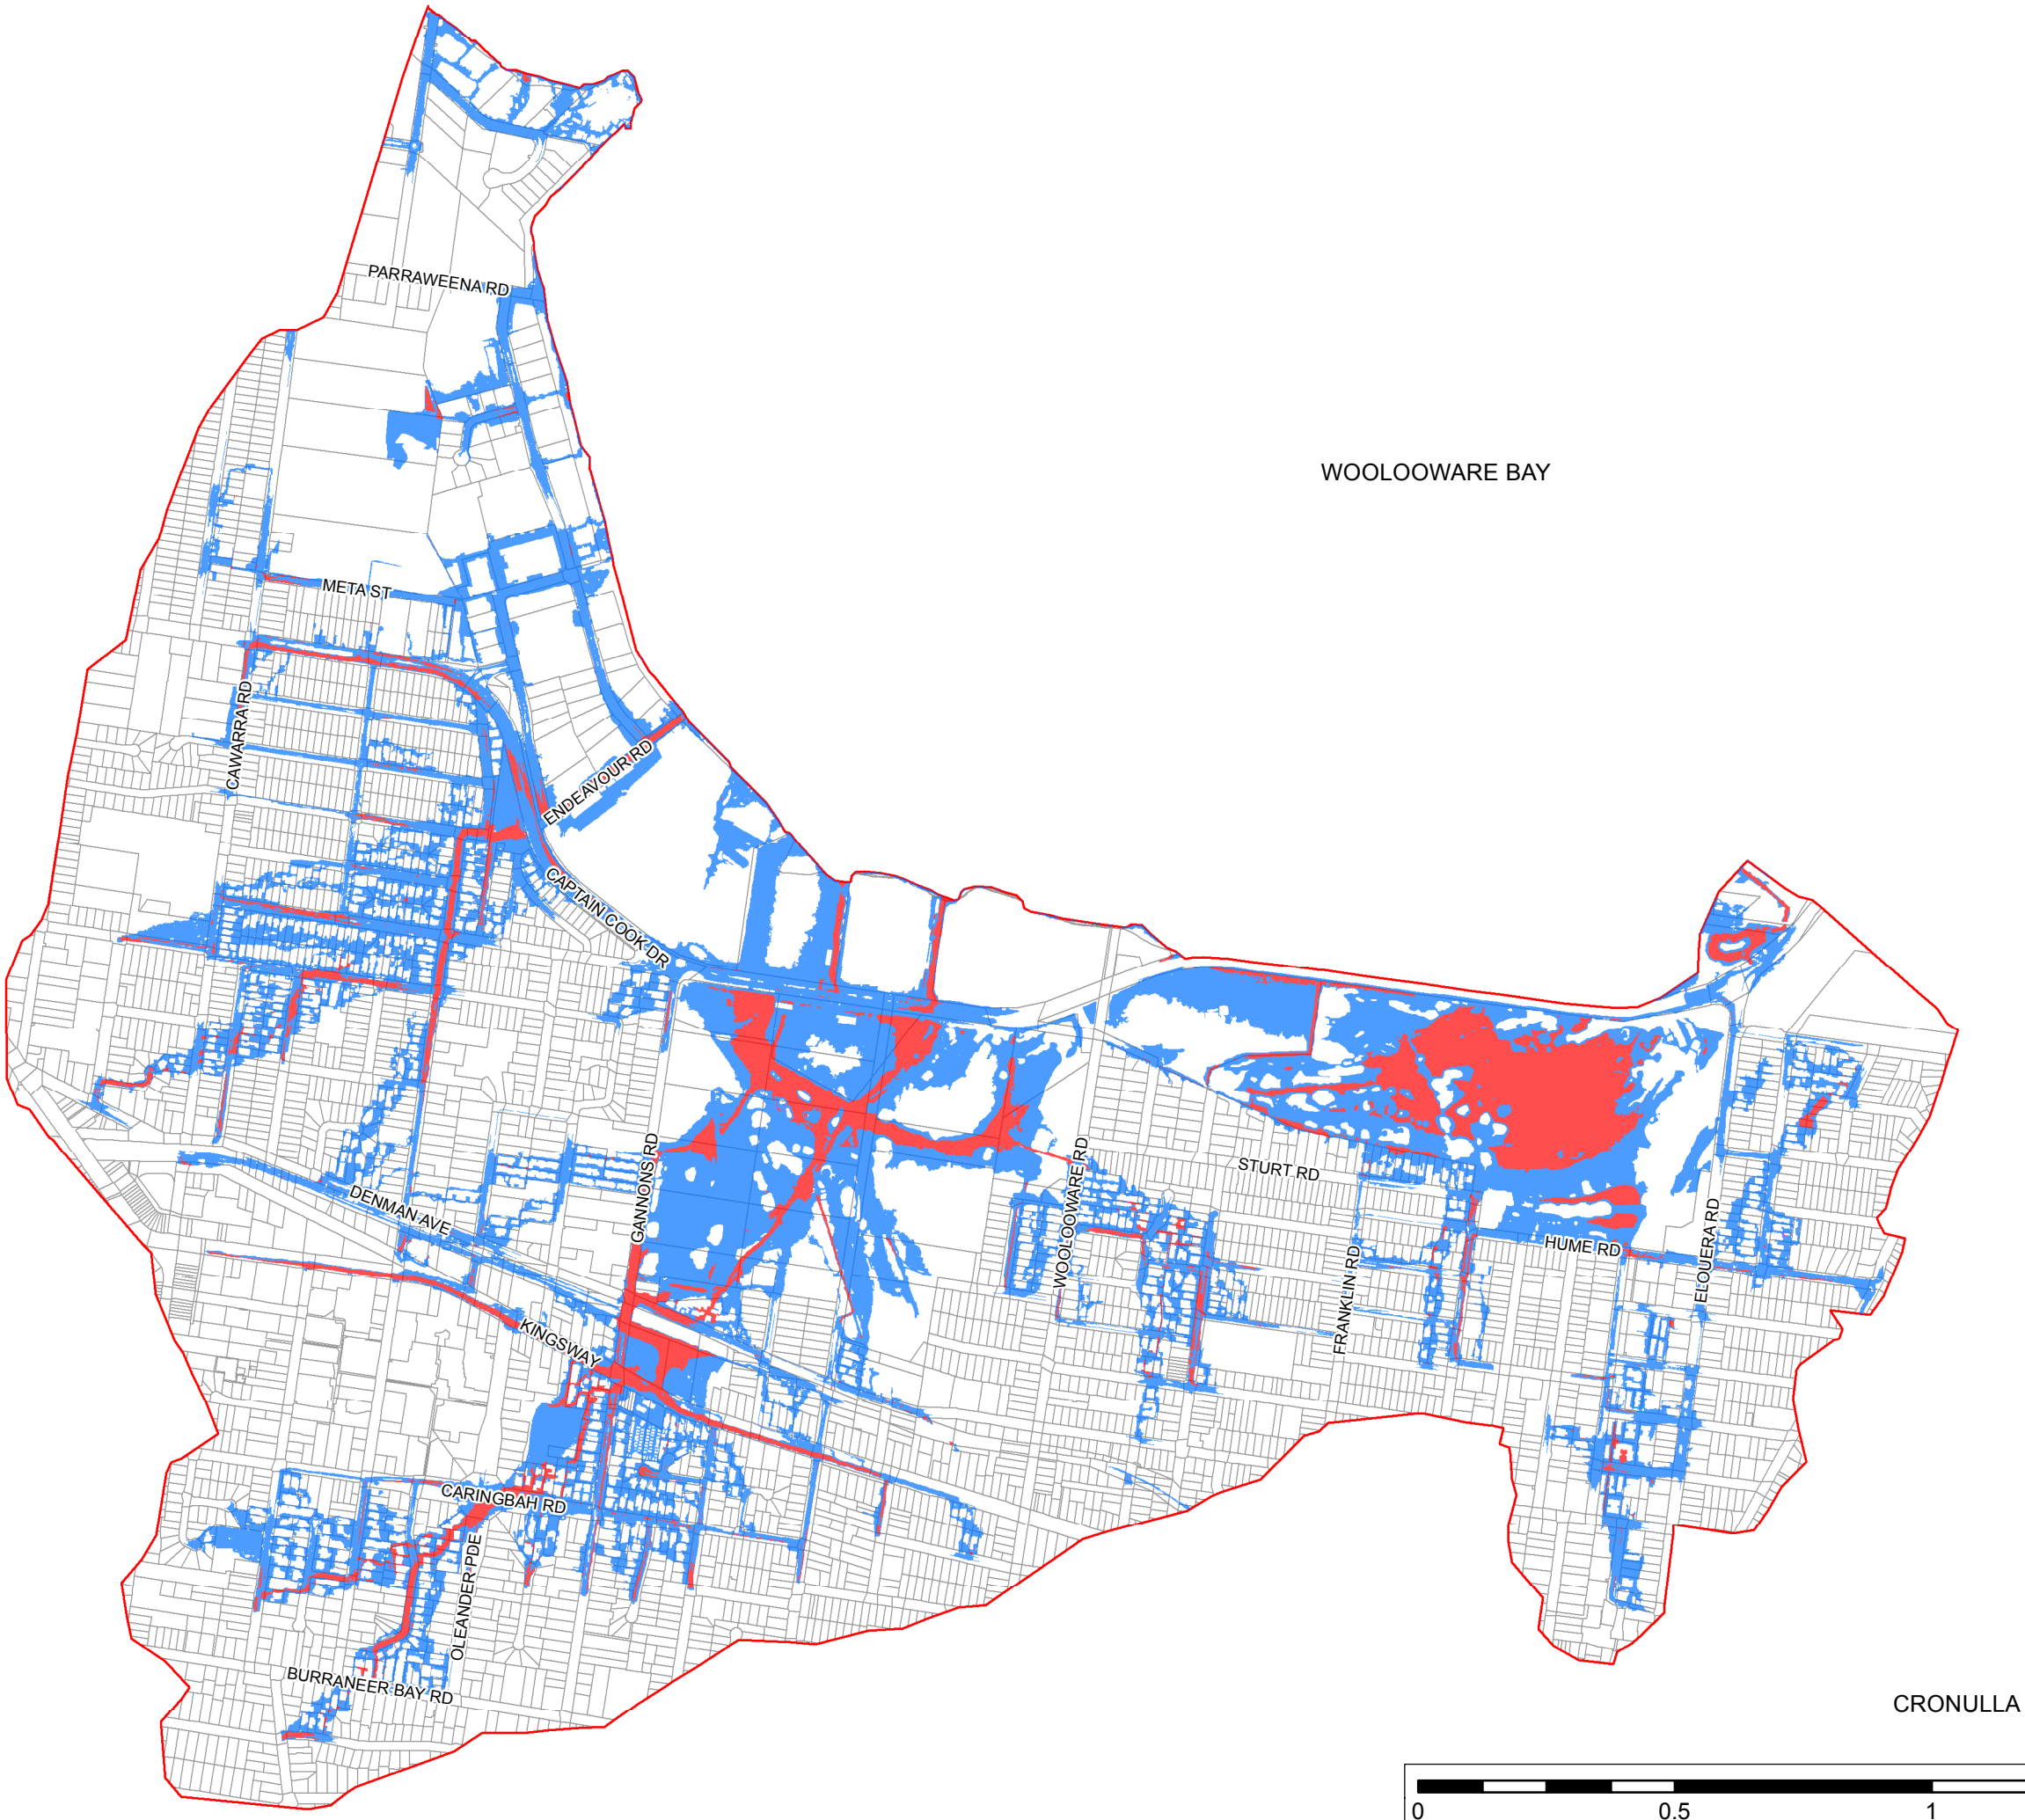 PARRAWEENA RD
WOOLOOWARE BAY
META ST
CAWARRA RD
ENDEAVOUR RD
CAPTAIN COOK DR
STURT RD
WOOLOOWARE RD
GANNONS RD
DENMAN AVE
HUME RD
ELOUERA RD
FRANKLIN RD
KINGSWAY
CARINGBAH RD
OLEANDER PDE
BURRANEER BAY RD
CRONULLA
0 0.5 1